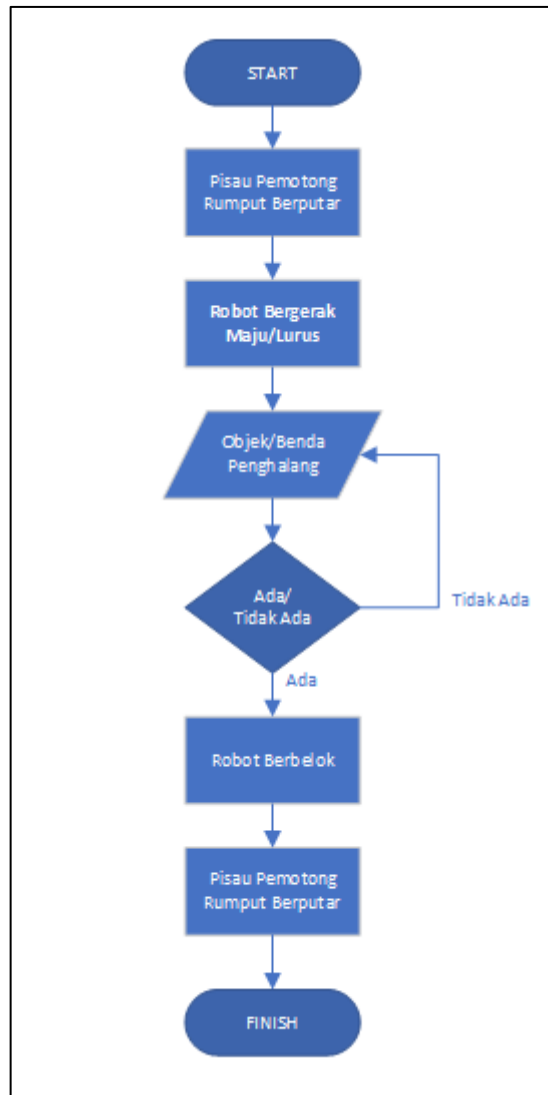 START
Pisau Pemotong
Rumput Berputar
Robot Bergerak
Maju/Lurus
Objek/Benda
Penghalang
Ada/
Tidak Ada
Tidak Ada
Ada
Robot Berbelok
Pisau Pemotong
Rumput Berputar
FINISH